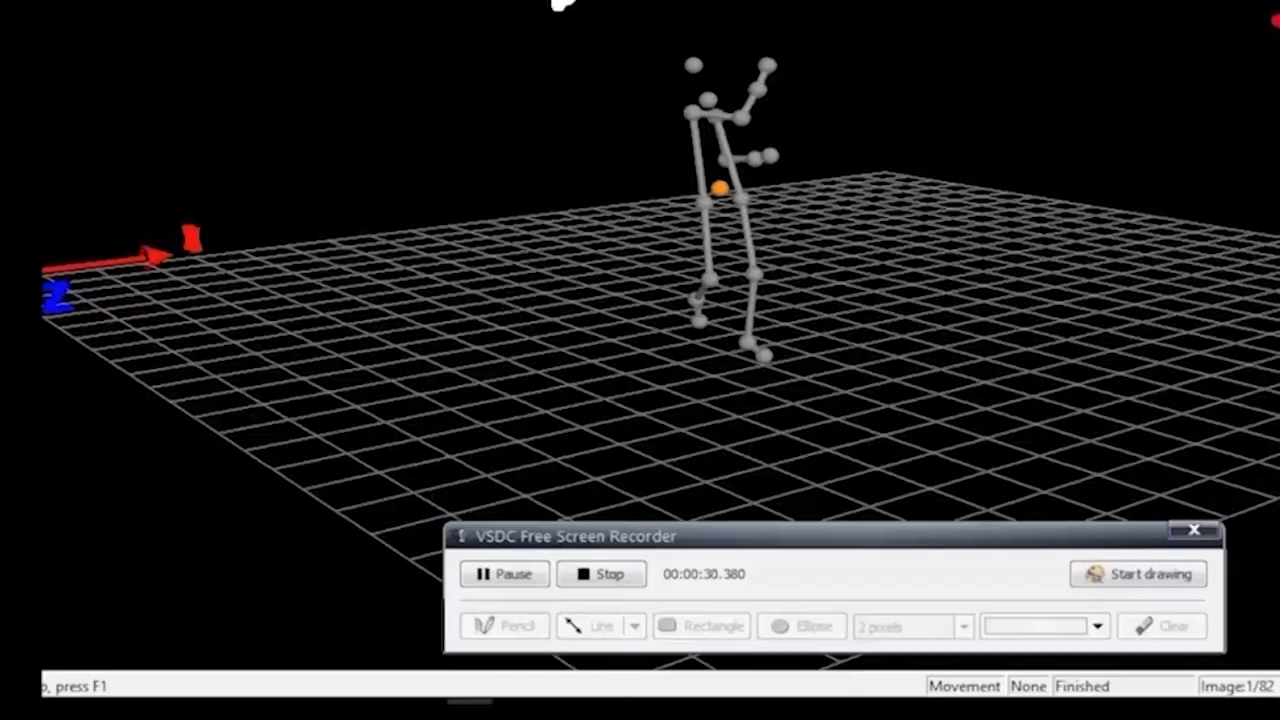 Z
VSDC Free Screen Recorder
Pause Stop 00:00:30.380 Start drawing
Pencil Line Rectangle Ellipse 2 pixels Clear
press F1 Movement None Finished Image:1/82